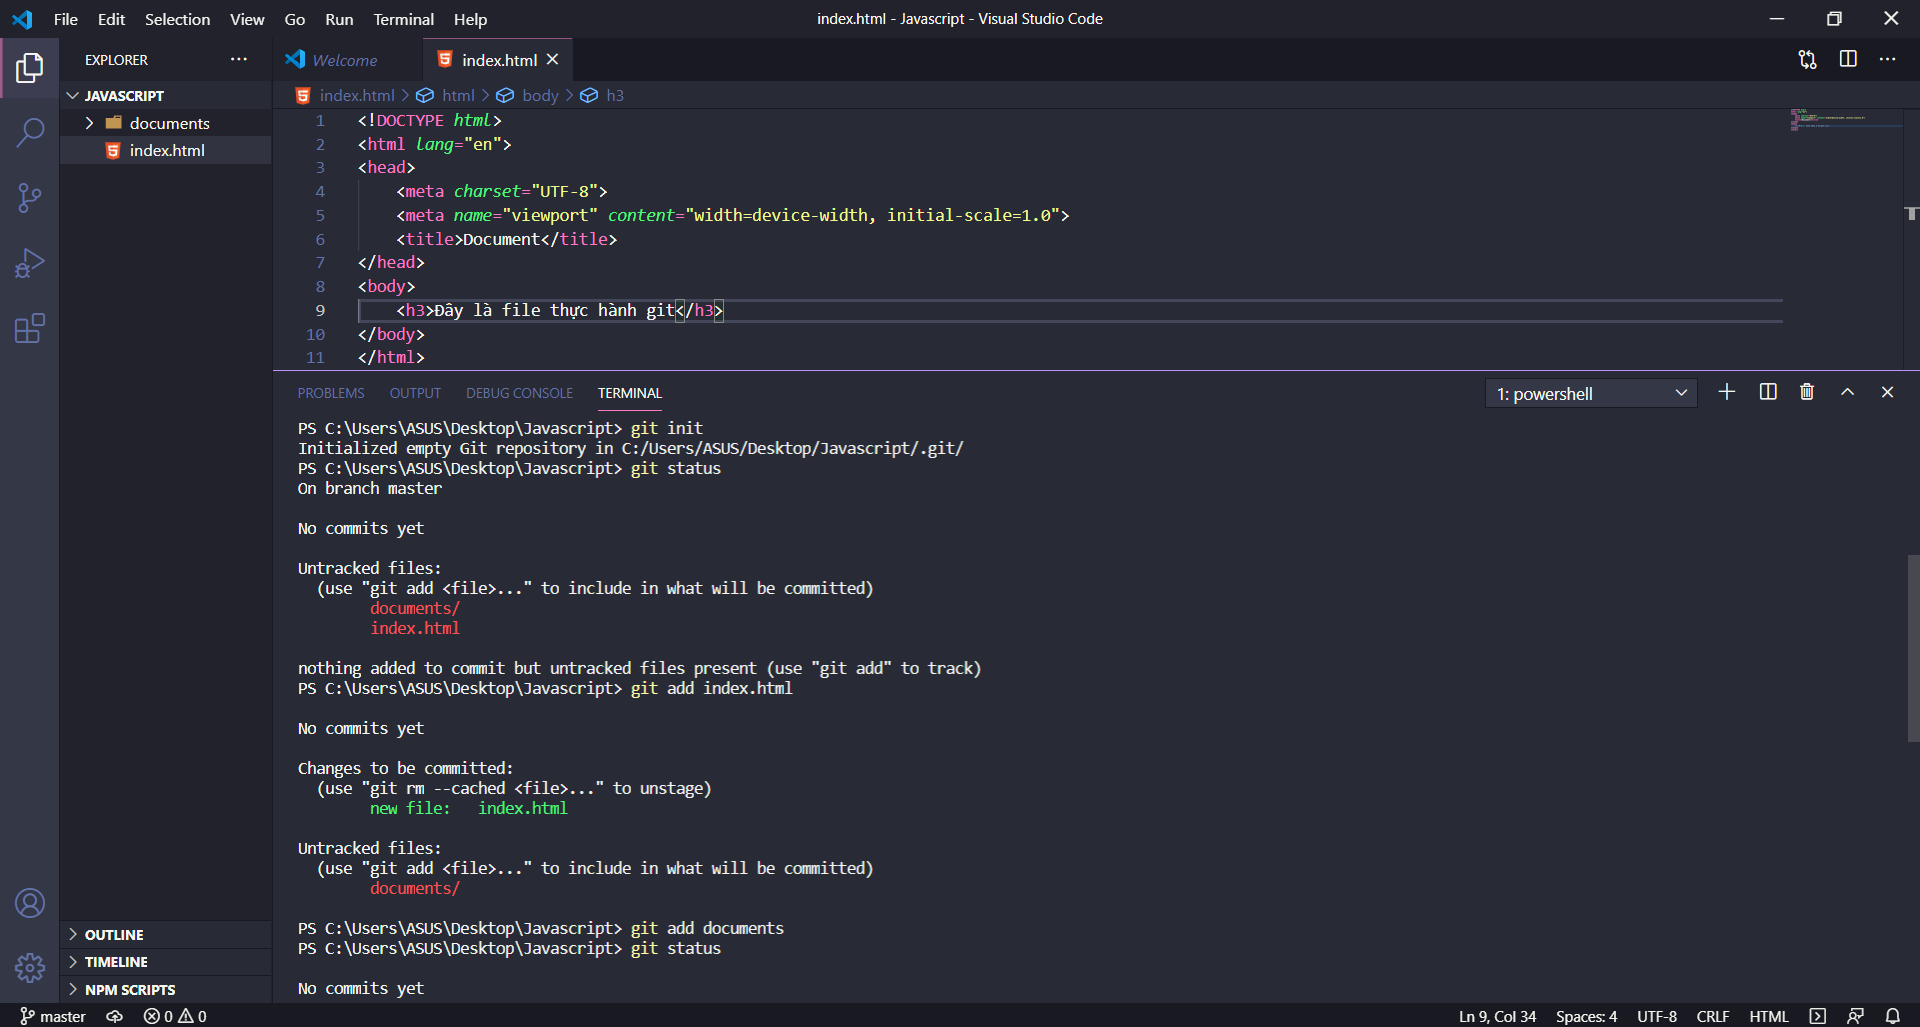 File Edit Selection View Go Run Terminal Help
index.html - Javascript - Visual Studio Code
EXPLORER
JAVASCRIPT
documents
index.html
OUTLINE
TIMELINE
NPM SCRIPTS
Welcome
index.html
index.html > html > body > h3
1 <!DOCTYPE html>
2 <html lang="en">
3 <head>
4 <meta charset="UTF-8">
5 <meta name="viewport" content="width=device-width, initial-scale=1.0">
6 <title>Document</title>
7 </head>
8 <body>
9 <h3>Đây là file thực hành git</h3>
10 </body>
11 </html>
PROBLEMS OUTPUT DEBUG CONSOLE TERMINAL
1: powershell
PS C:\Users\ASUS\Desktop\Javascript> git init
Initialized empty Git repository in C:/Users/ASUS/Desktop/Javascript/.git/
PS C:\Users\ASUS\Desktop\Javascript> git status
On branch master
No commits yet
Untracked files:
(use "git add <file>..." to include in what will be committed)
documents/
index.html
nothing added to commit but untracked files present (use "git add" to track)
PS C:\Users\ASUS\Desktop\Javascript> git add index.html
No commits yet
Changes to be committed:
(use "git rm --cached <file>..." to unstage)
new file: index.html
Untracked files:
(use "git add <file>..." to include in what will be committed)
documents/
PS C:\Users\ASUS\Desktop\Javascript> git add documents
PS C:\Users\ASUS\Desktop\Javascript> git status
No commits yet
master 0 0
Ln 9, Col 34 Spaces: 4 UTF-8 CRLF HTML